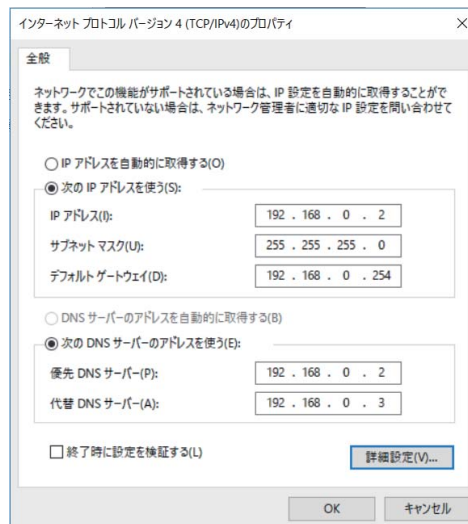 インターネット プロトコル バージョン 4 (TCP/IPv4)のプロパティ
全般
ネットワークでこの機能がサポートされている場合は、IP 設定を自動的に取得することがで
きます。サポートされていない場合は、ネットワーク管理者に適切な IP 設定を問い合わせて
ください。
IP アドレスを自動的に取得する(O)
次の IP アドレスを使う(S):
IP アドレス(I): 192 . 168 . 0 . 2
サブネット マスク(U): 255 . 255 . 255 . 0
デフォルト ゲートウェイ(D): 192 . 168 . 0 . 254
DNS サーバーのアドレスを自動的に取得する(B)
次の DNS サーバーのアドレスを使う(E):
優先 DNS サーバー(P): 192 . 168 . 0 . 2
代替 DNS サーバー(A): 192 . 168 . 0 . 3
終了時に設定を検証する(L)
詳細設定(V)...
OK キャンセル